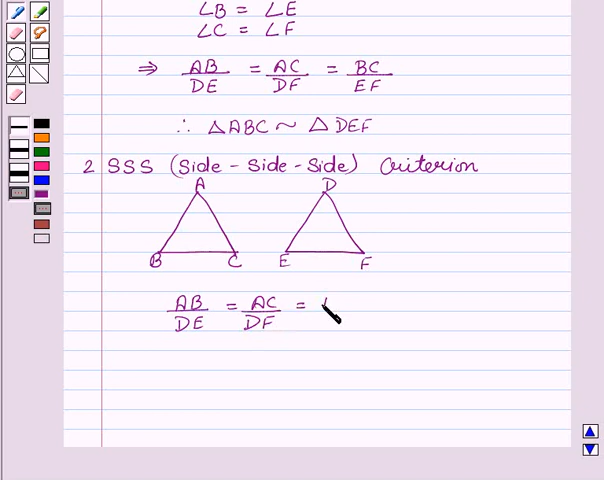 ∠B = ∠E
∠C = ∠F
⇒ AB/DE = AC/DF = BC/EF
∴ △ABC ~ △DEF
2 SSS (Side - Side - Side) Criterion
A D
B C E F
AB/DE = AC/DF =